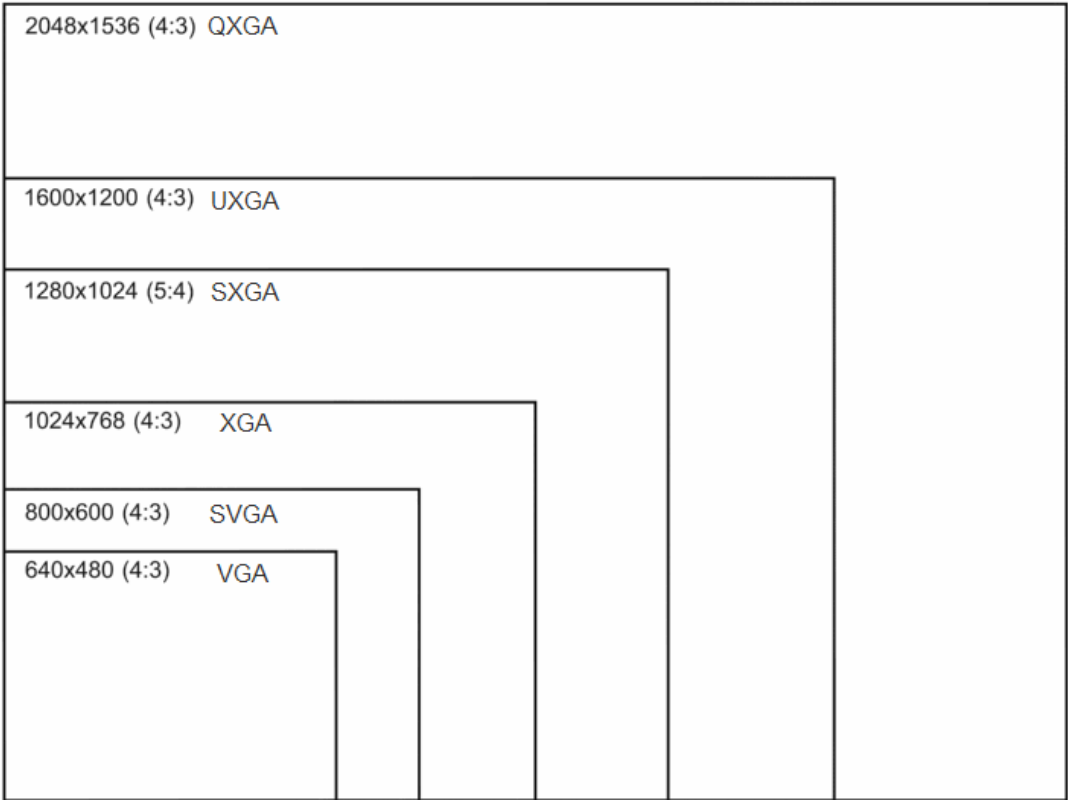 2048x1536 (4:3) QXGA
1600x1200 (4:3) UXGA
1280x1024 (5:4) SXGA
1024x768 (4:3) XGA
800x600 (4:3) SVGA
640x480 (4:3) VGA